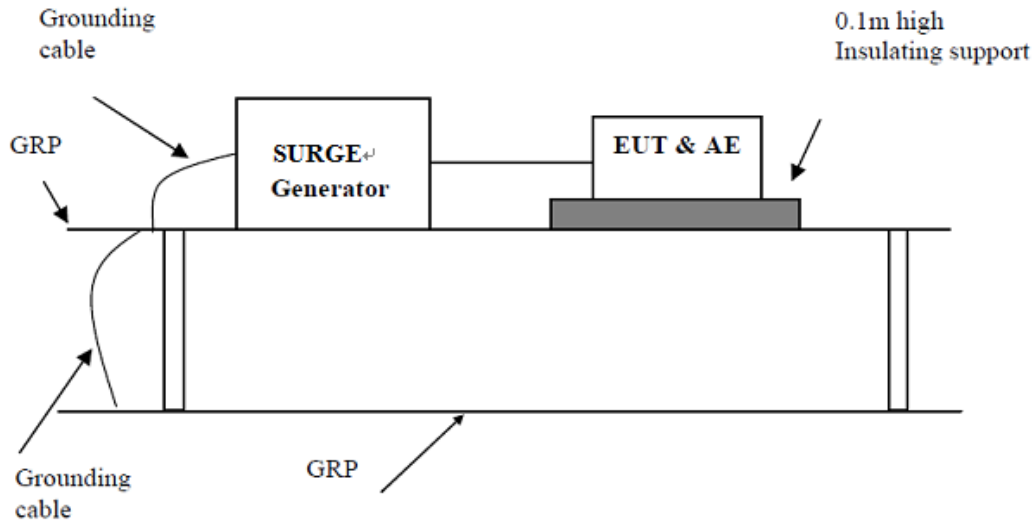 Grounding
cable
0.1m high
Insulating support
GRP
SURGE↵
Generator
EUT & AE
Grounding
cable
GRP